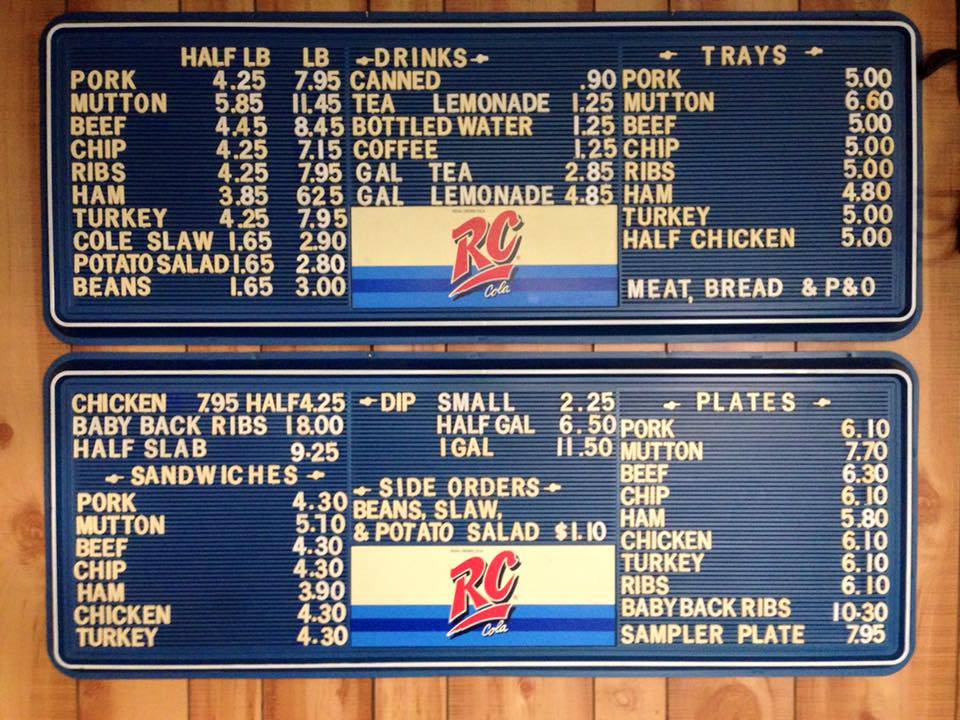 HALF LB LB
PORK 4.25 7.95
MUTTON 5.85 11.45
BEEF 4.45 8.45
CHIP 4.25 7.15
RIBS 4.25 7.95
HAM 3.85 625
TURKEY 4.25 7.95
COLE SLAW 1.65 2.90
POTATO SALAD 1.65 2.80
BEANS 1.65 3.00
DRINKS
CANNED .90
TEA LEMONADE 1.25
BOTTLED WATER 1.25
COFFEE 1.25
GAL TEA 2.85
GAL LEMONADE 4.85
RC
Cola
TRAYS
PORK 5.00
MUTTON 6.60
BEEF 5.00
CHIP 5.00
RIBS 5.00
HAM 4.80
TURKEY 5.00
HALF CHICKEN 5.00
MEAT, BREAD & P&O
CHICKEN 7.95 HALF 4.25
BABY BACK RIBS 18.00
HALF SLAB 9-25
SANDWICHES
PORK 4.30
MUTTON 5.10
BEEF 4.30
CHIP 4.30
HAM 3.90
CHICKEN 4.30
TURKEY 4.30
DIP SMALL 2.25
HALF GAL 6.50
1 GAL 11.50
SIDE ORDERS
BEANS, SLAW,
& POTATO SALAD $1.10
RC
Cola
PLATES
PORK 6.10
MUTTON 7.70
BEEF 6.30
CHIP 6.10
HAM 5.80
CHICKEN 6.10
TURKEY 6.10
RIBS 6.10
BABY BACK RIBS 10-30
SAMPLER PLATE 7.95